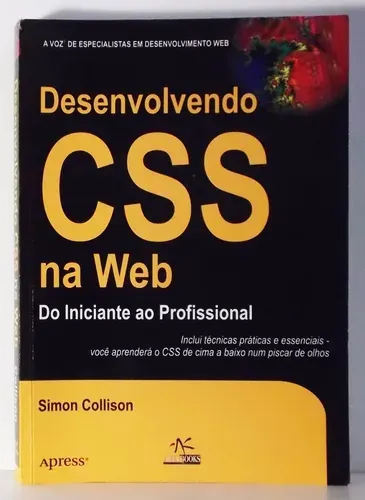 A VOZ DE ESPECIALISTAS EM DESENVOLVIMENTO WEB
Desenvolvendo
CSS
na Web
Do Iniciante ao Profissional
Inclui técnicas práticas e essenciais -
você aprenderá o CSS de cima a baixo num piscar de olhos
Simon Collison
Apress®